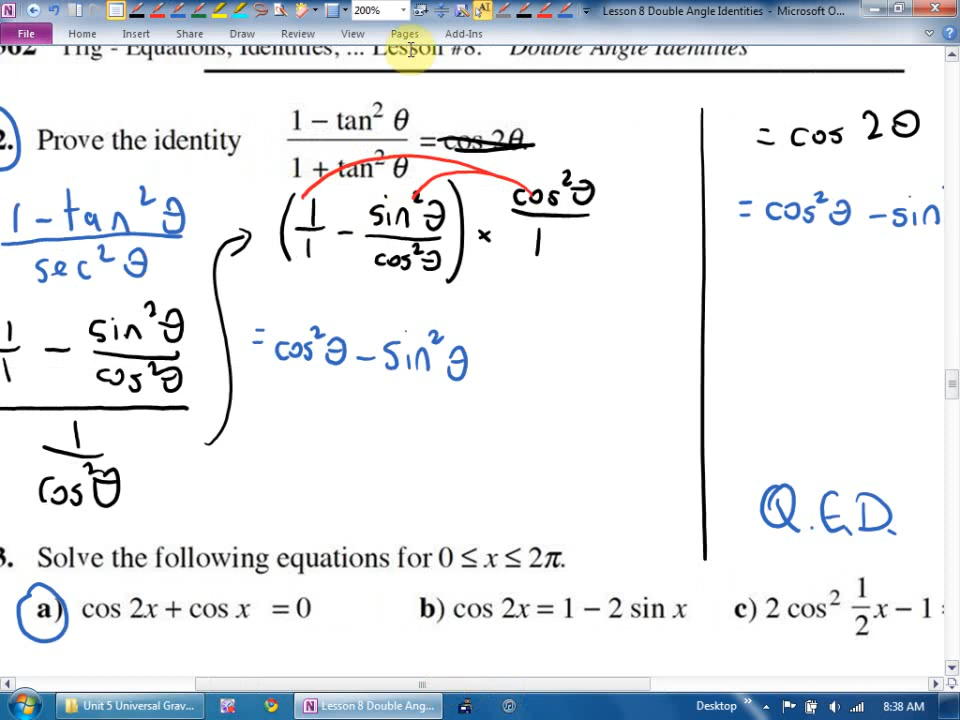 200%
Lesson 8 Double Angle Identities - Microsoft O...
File Home Insert Share Draw Review View Pages Add-Ins
Trig - Equations, Identities, ... Lesson #8: Double Angle Identities
2. Prove the identity (1 − tan² θ)/(1 + tan² θ) = cos 2θ.
= cos 2θ
(1/1 − sin²θ/cos²θ) × cos²θ/1
= cos²θ − sin
1 − tan²θ
sec²θ
1/1 − sin²θ/cos²θ
= cos²θ − sin²θ
1/cos²θ
Q.E.D.
3. Solve the following equations for 0 ≤ x ≤ 2π.
a) cos 2x + cos x = 0 b) cos 2x = 1 − 2 sin x c) 2 cos² 1/2 x − 1
Unit 5 Universal Grav... Lesson 8 Double Ang... Desktop 8:38 AM